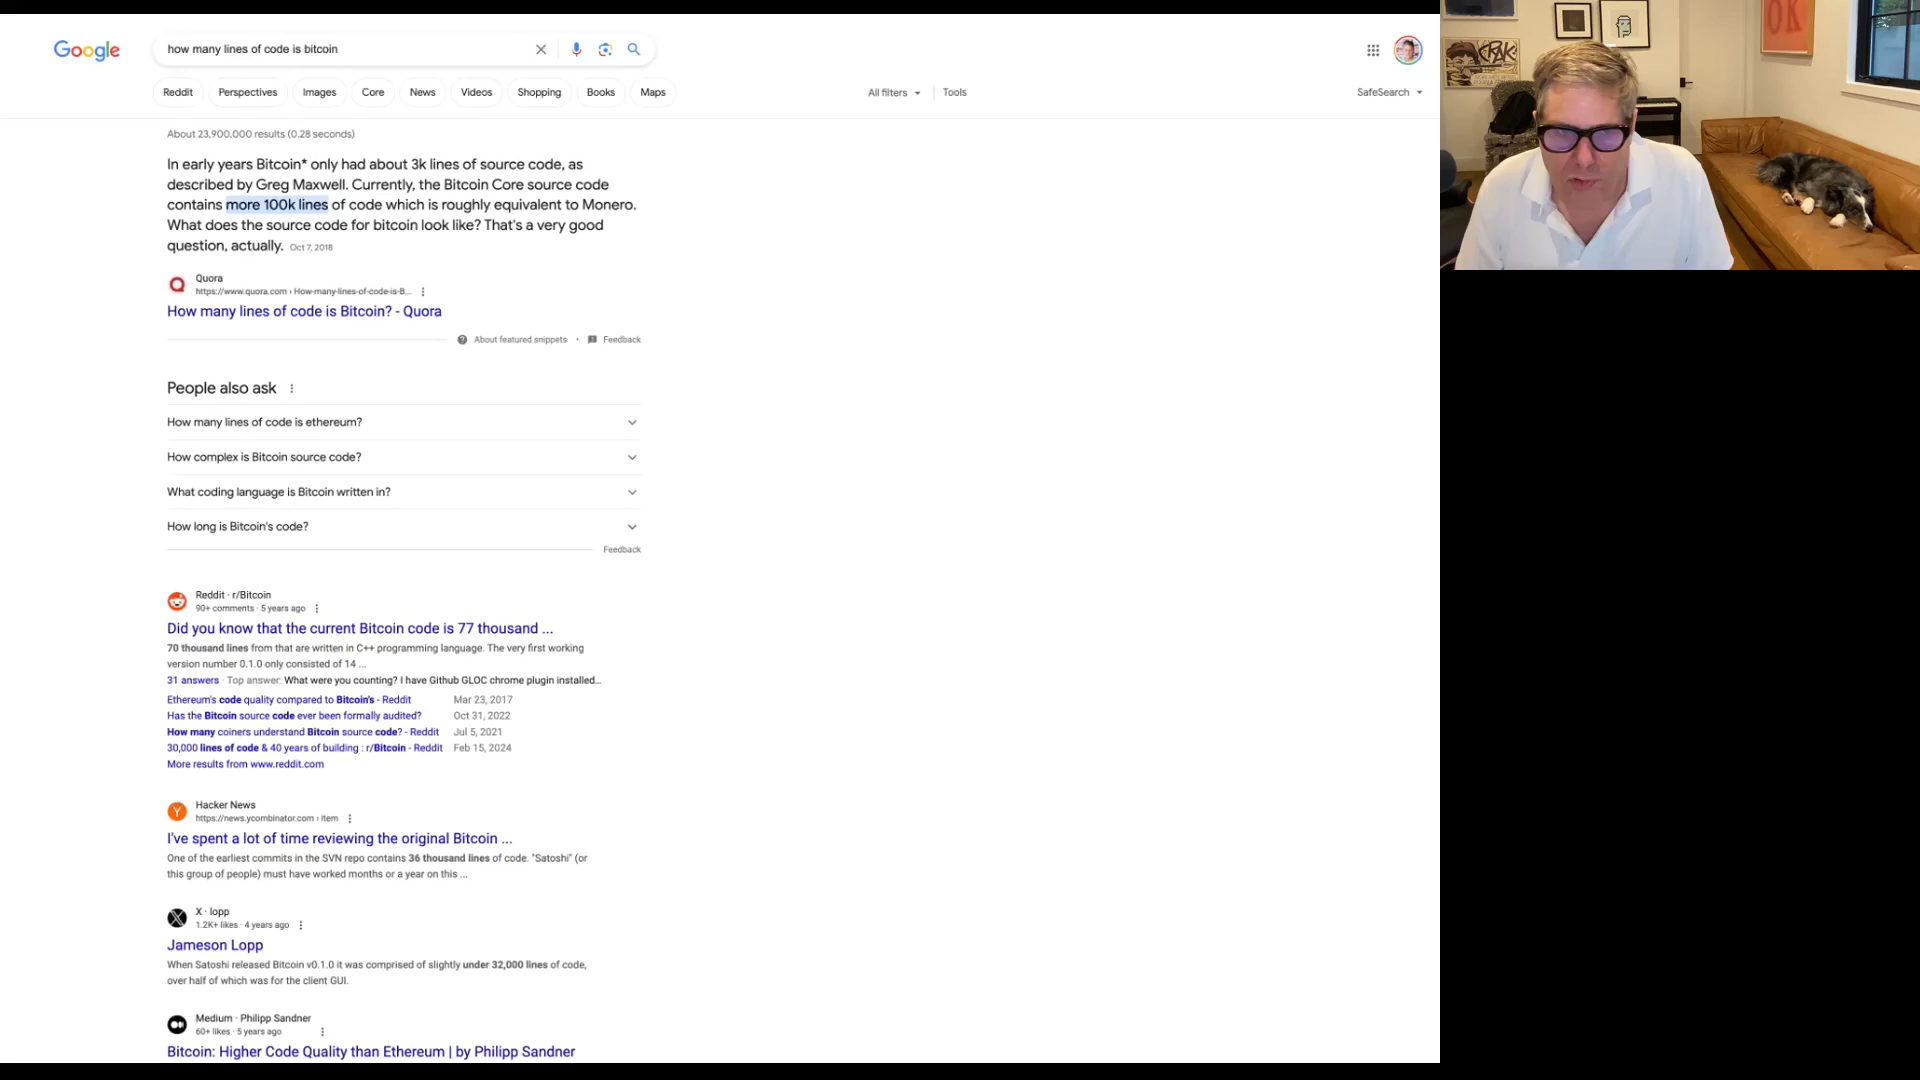 Google
how many lines of code is bitcoin
Reddit
Perspectives
Images
Core
News
Videos
Shopping
Books
Maps
All filters
Tools
SafeSearch
About 23,900,000 results (0.28 seconds)
In early years Bitcoin* only had about 3k lines of source code, as
described by Greg Maxwell. Currently, the Bitcoin Core source code
contains more 100k lines of code which is roughly equivalent to Monero.
What does the source code for bitcoin look like? That's a very good
question, actually. Oct 7, 2018
Quora
https://www.quora.com › How-many-lines-of-code-is-B...
How many lines of code is Bitcoin? - Quora
About featured snippets • Feedback
People also ask
How many lines of code is ethereum?
How complex is Bitcoin source code?
What coding language is Bitcoin written in?
How long is Bitcoin's code?
Feedback
Reddit · r/Bitcoin
90+ comments · 5 years ago
Did you know that the current Bitcoin code is 77 thousand ...
70 thousand lines from that are written in C++ programming language. The very first working
version number 0.1.0 only consisted of 14 ...
31 answers · Top answer: What were you counting? I have Github GLOC chrome plugin installed...
Ethereum's code quality compared to Bitcoin's - Reddit Mar 23, 2017
Has the Bitcoin source code ever been formally audited? Oct 31, 2022
How many coiners understand Bitcoin source code? - Reddit Jul 5, 2021
30,000 lines of code & 40 years of building : r/Bitcoin - Reddit Feb 15, 2024
More results from www.reddit.com
Hacker News
https://news.ycombinator.com › item
I've spent a lot of time reviewing the original Bitcoin ...
One of the earliest commits in the SVN repo contains 36 thousand lines of code. "Satoshi" (or
this group of people) must have worked months or a year on this ...
X · lopp
1.2K+ likes · 4 years ago
Jameson Lopp
When Satoshi released Bitcoin v0.1.0 it was comprised of slightly under 32,000 lines of code,
over half of which was for the client GUI.
Medium · Philipp Sandner
60+ likes · 5 years ago
Bitcoin: Higher Code Quality than Ethereum | by Philipp Sandner
OK